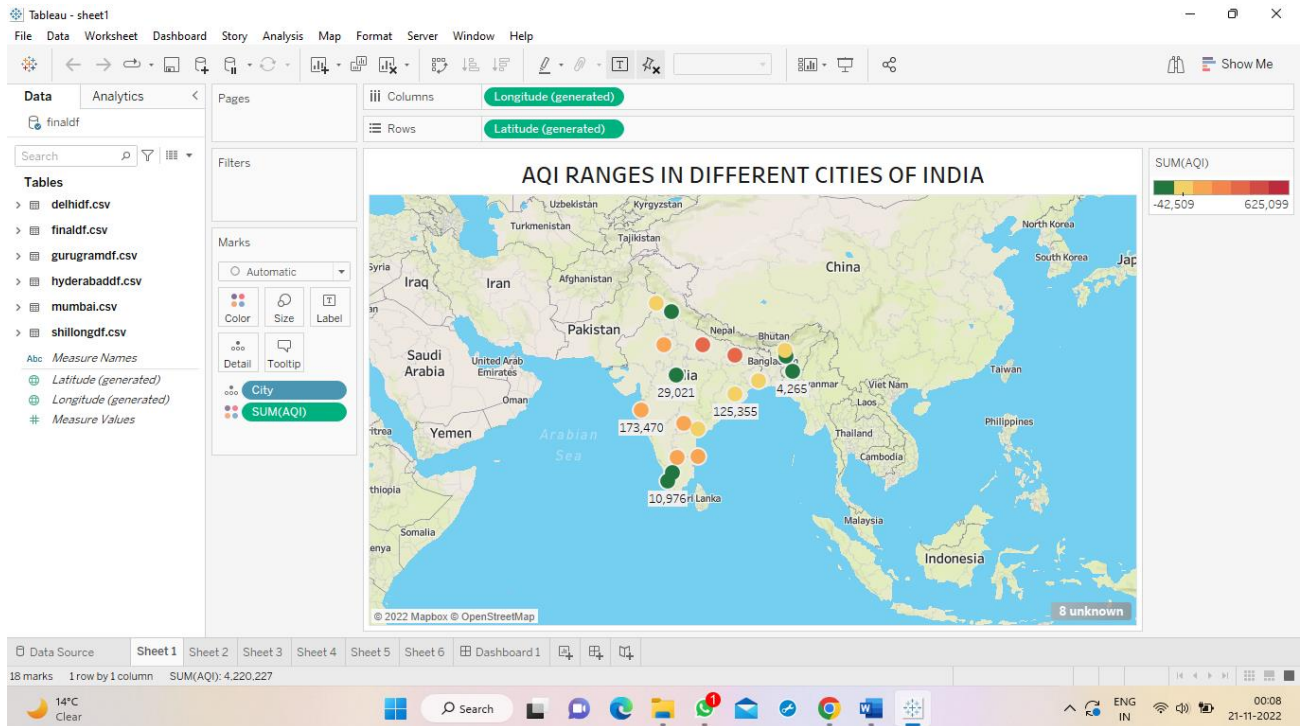 Tableau - sheet1
File Data Worksheet Dashboard Story Analysis Map Format Server Window Help
Show Me
Data Analytics
finaldf
Search
Tables
delhidf.csv
finaldf.csv
gurugramdf.csv
hyderabaddf.csv
mumbai.csv
shillongdf.csv
Abc Measure Names
Latitude (generated)
Longitude (generated)
# Measure Values
Pages
Filters
Marks
Automatic
Color Size Label
Detail Tooltip
City
SUM(AQI)
Columns Longitude (generated)
Rows Latitude (generated)
AQI RANGES IN DIFFERENT CITIES OF INDIA
Uzbekistan Kyrgyzstan
Turkmenistan
Tajikistan
North Korea
South Korea Jap
Syria
Iraq Iran Afghanistan China
Pakistan
Nepal Bhutan
Saudi Arabia
United Arab Emirates
Oman
29,021
4,265
Viet Nam
Laos
Taiwan
125,355
173,470
Yemen
Arabian Sea
Thailand
Cambodia
Philippines
10,976
Lanka
Somalia
Malaysia
Indonesia
© 2022 Mapbox © OpenStreetMap
8 unknown
SUM(AQI)
-42,509 625,099
Data Source Sheet 1 Sheet 2 Sheet 3 Sheet 4 Sheet 5 Sheet 6 Dashboard 1
18 marks 1 row by 1 column SUM(AQI): 4,220,227
14°C
Clear
Search
1
ENG
IN
00:08
21-11-2022